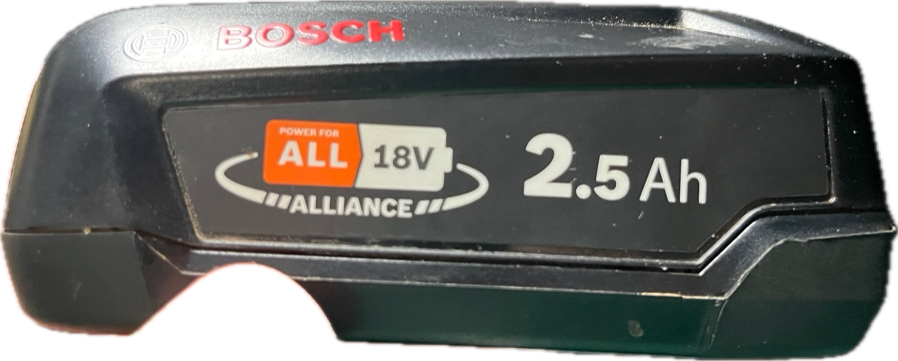 BOSCH
POWER FOR
ALL 18V
ALLIANCE
2.5 Ah